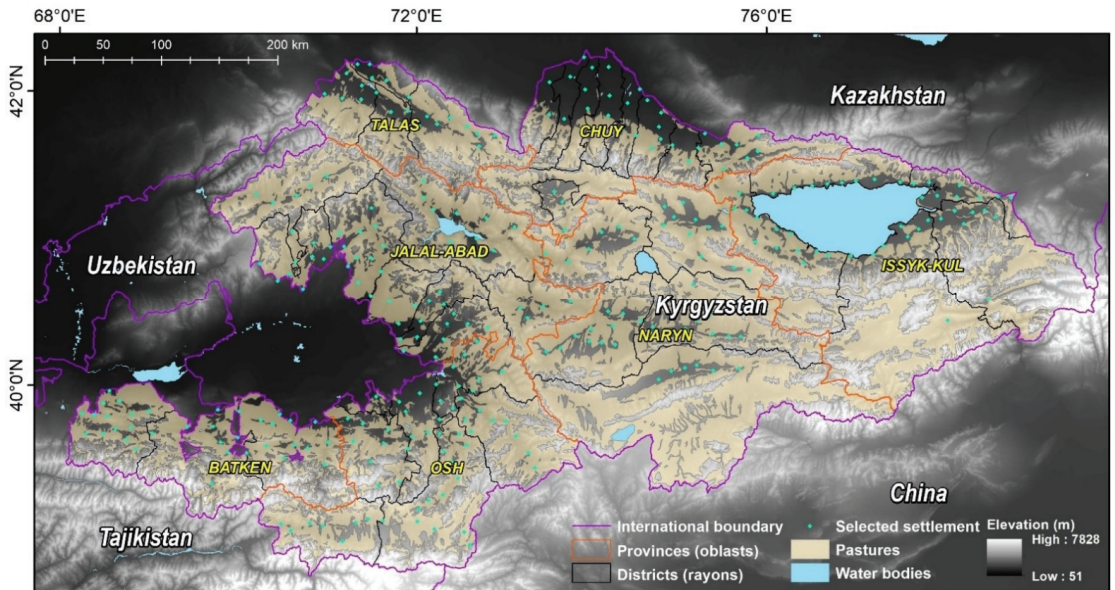 68°0'E 72°0'E 76°0'E
0 50 100 200 km
42°N
40°N
Kazakhstan
TALAS
CHUY
JALAL-ABAD
ISSYK-KUL
Uzbekistan
Kyrgyzstan
NARYN
BATKEN
OSH
China
Tajikistan
International boundary
Provinces (oblasts)
Districts (rayons)
Selected settlement
Pastures
Water bodies
Elevation (m)
High : 7828
Low : 51